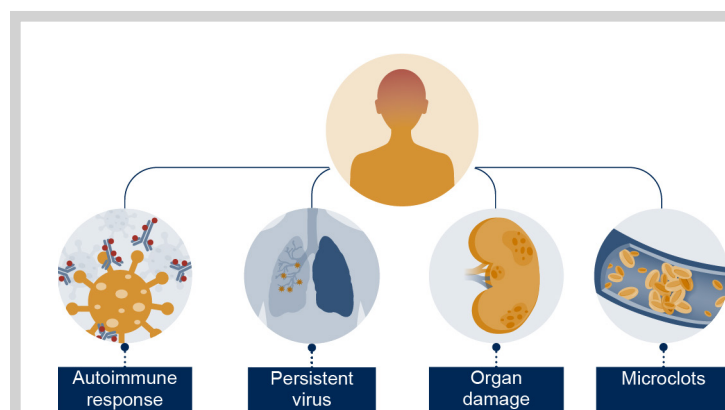 Autoimmune
response
Persistent
virus
Organ
damage
Microclots